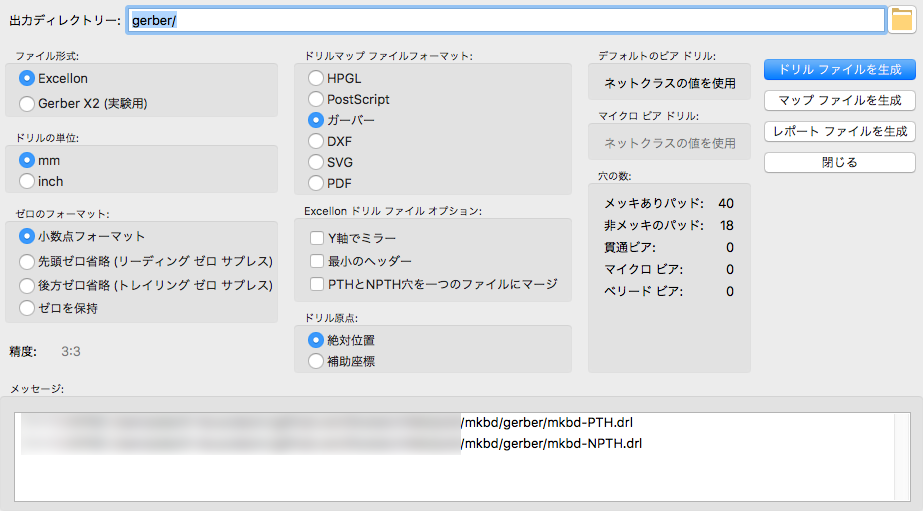 出力ディレクトリー: gerber/
ファイル形式:
Excellon
Gerber X2 (実験用)
ドリルの単位:
mm
inch
ゼロのフォーマット:
小数点フォーマット
先頭ゼロ省略 (リーディング ゼロ サプレス)
後方ゼロ省略 (トレイリング ゼロ サプレス)
ゼロを保持
精度: 3:3
ドリルマップ ファイルフォーマット:
HPGL
PostScript
ガーバー
DXF
SVG
PDF
Excellon ドリル ファイル オプション:
Y軸でミラー
最小のヘッダー
PTHとNPTH穴を一つのファイルにマージ
ドリル原点:
絶対位置
補助座標
デフォルトのビア ドリル:
ネットクラスの値を使用
マイクロ ビア ドリル:
ネットクラスの値を使用
穴の数:
メッキありパッド: 40
非メッキのパッド: 18
貫通ビア: 0
マイクロ ビア: 0
ベリード ビア: 0
ドリル ファイルを生成
マップ ファイルを生成
レポート ファイルを生成
閉じる
メッセージ:
/mkbd/gerber/mkbd-PTH.drl
/mkbd/gerber/mkbd-NPTH.drl